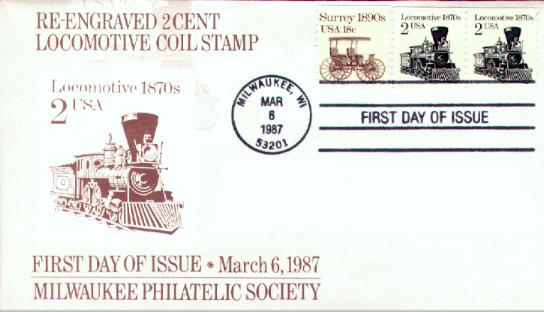 RE-ENGRAVED 2CENT
LOCOMOTIVE COIL STAMP
Surrey 1890s
USA 18c
Locomotive 1870s
2 USA
Locomotive 1870s
2 USA
MILWAUKEE, WI
MAR
6
1987
53201
FIRST DAY OF ISSUE
Locomotive 1870s
2 USA
FIRST DAY OF ISSUE * March 6, 1987
MILWAUKEE PHILATELIC SOCIETY